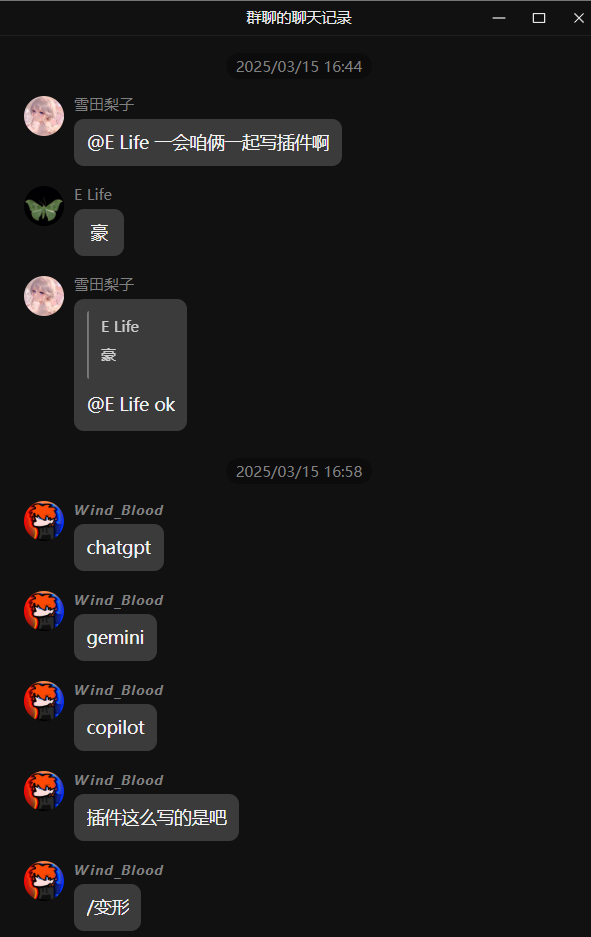 群聊的聊天记录
2025/03/15 16:44
雪田梨子
@E Life 一会咱俩一起写插件啊
E Life
豪
雪田梨子
E Life
豪
@E Life ok
2025/03/15 16:58
Wind_Blood
chatgpt
Wind_Blood
gemini
Wind_Blood
copilot
Wind_Blood
插件这么写的是吧
Wind_Blood
/变形